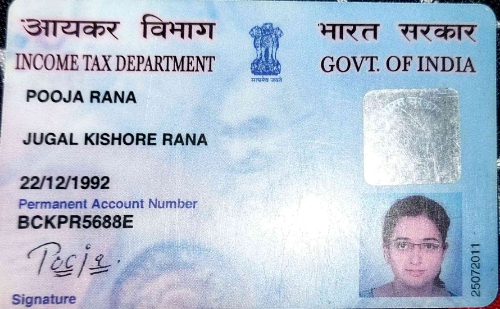 आयकर विभाग
INCOME TAX DEPARTMENT
सत्यमेव जयते
भारत सरकार
GOVT. OF INDIA
POOJA RANA
JUGAL KISHORE RANA
22/12/1992
Permanent Account Number
BCKPR5688E
Pooja.
Signature
25072011